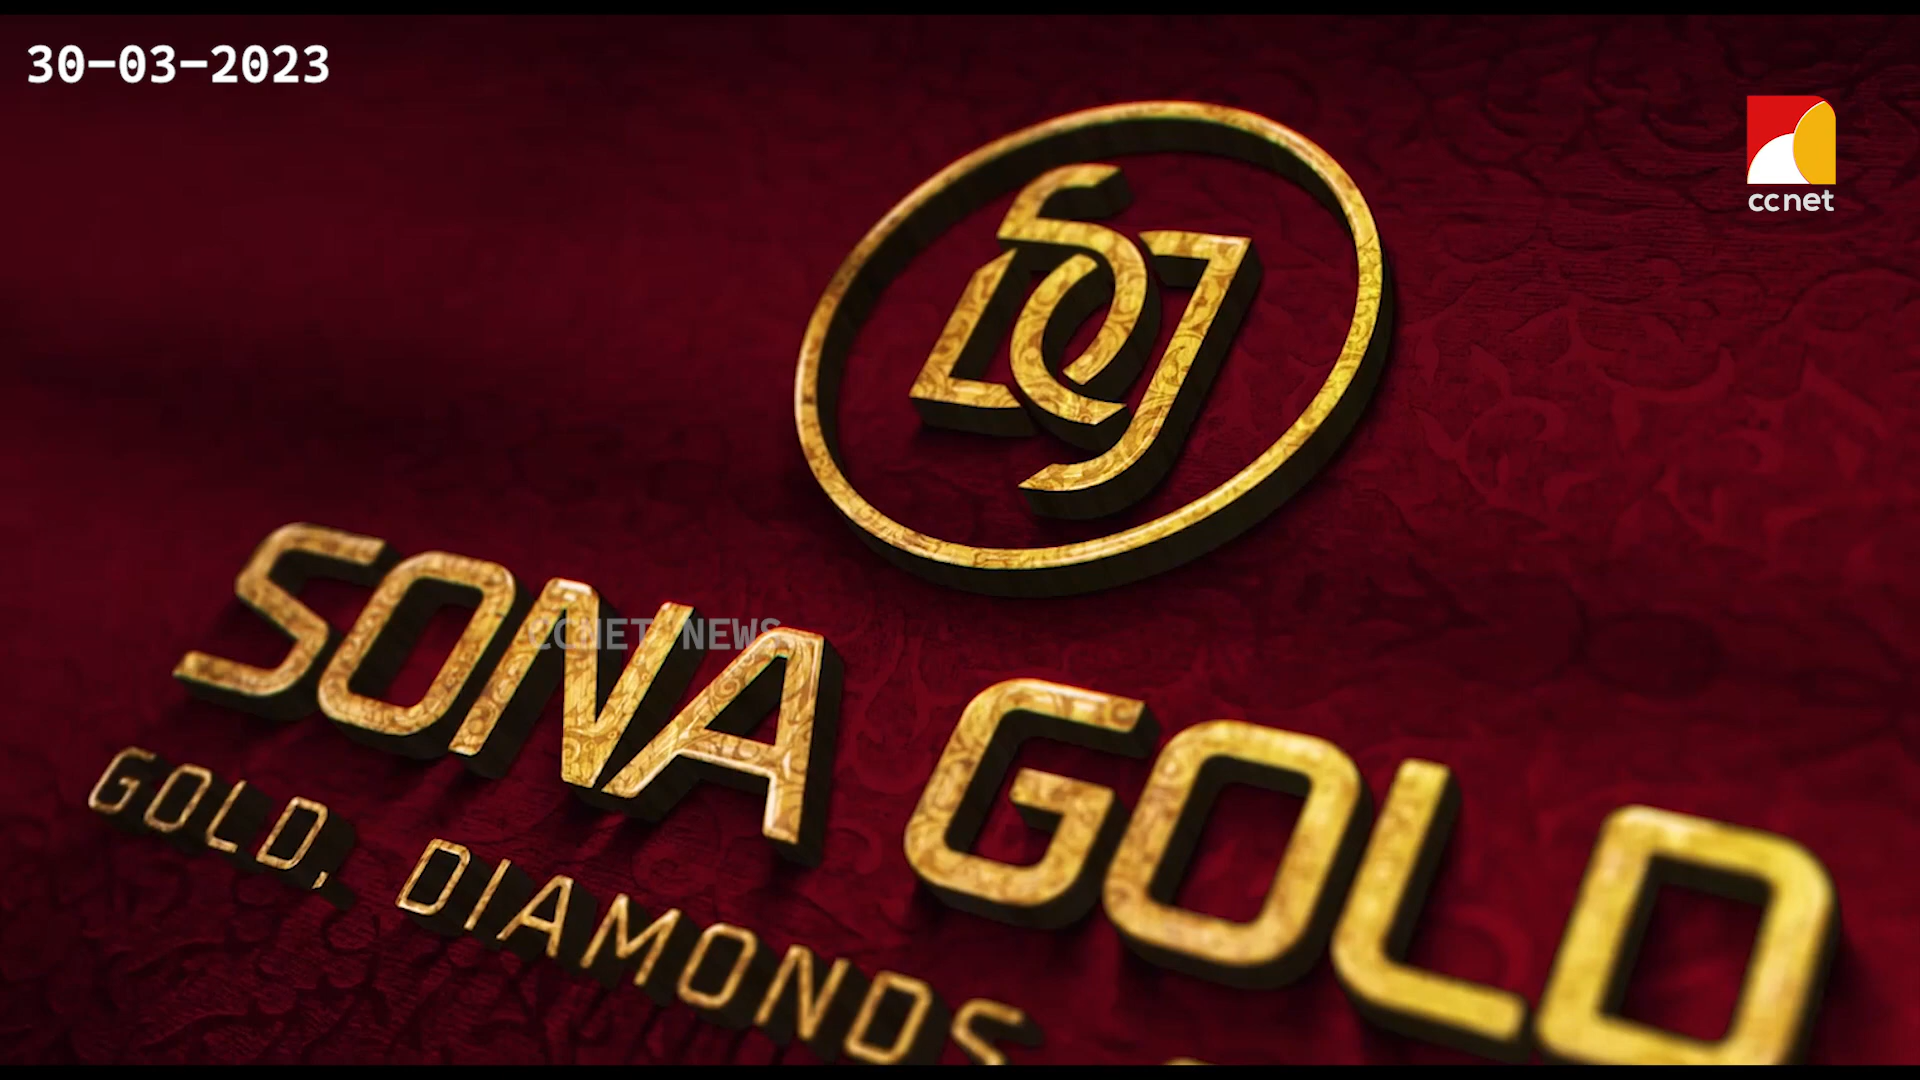 30-03-2023
ccnet
SONA GOLD
CCNET NEWS
GOLD, DIAMONDS